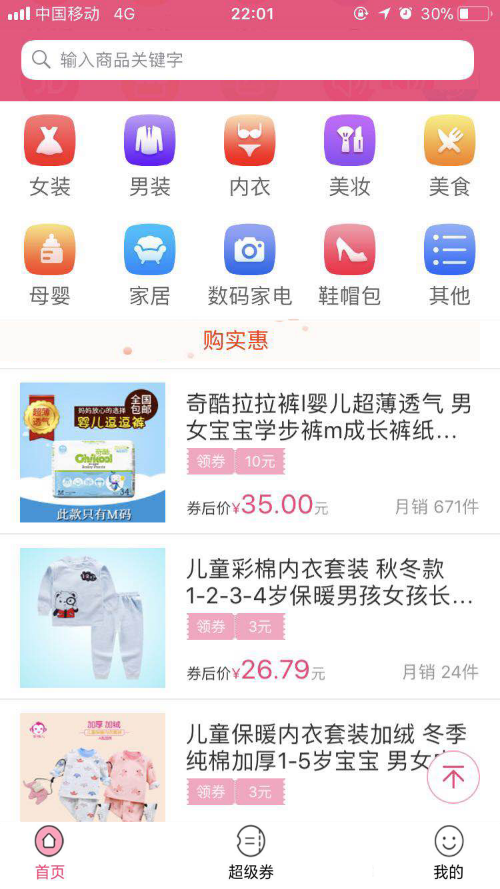 中国移动 4G 22:01 30%
输入商品关键字
女装 男装 内衣 美妆 美食
母婴 家居 数码家电 鞋帽包 其他
购实惠
超薄
透气
妈妈放心的选择
婴儿逗逗裤
全国
包邮
奇酷
M
34
此款只有M码
奇酷拉拉裤l婴儿超薄透气 男
女宝宝学步裤m成长裤纸...
领券 10元
券后价¥35.00元 月销 671件
儿童彩棉内衣套装 秋冬款
1-2-3-4岁保暖男孩女孩长...
领券 3元
券后价¥26.79元 月销 24件
加厚 加绒
儿童保暖内衣套装加绒 冬季
纯棉加厚1-5岁宝宝 男女
领券 3元
首页 超级券 我的